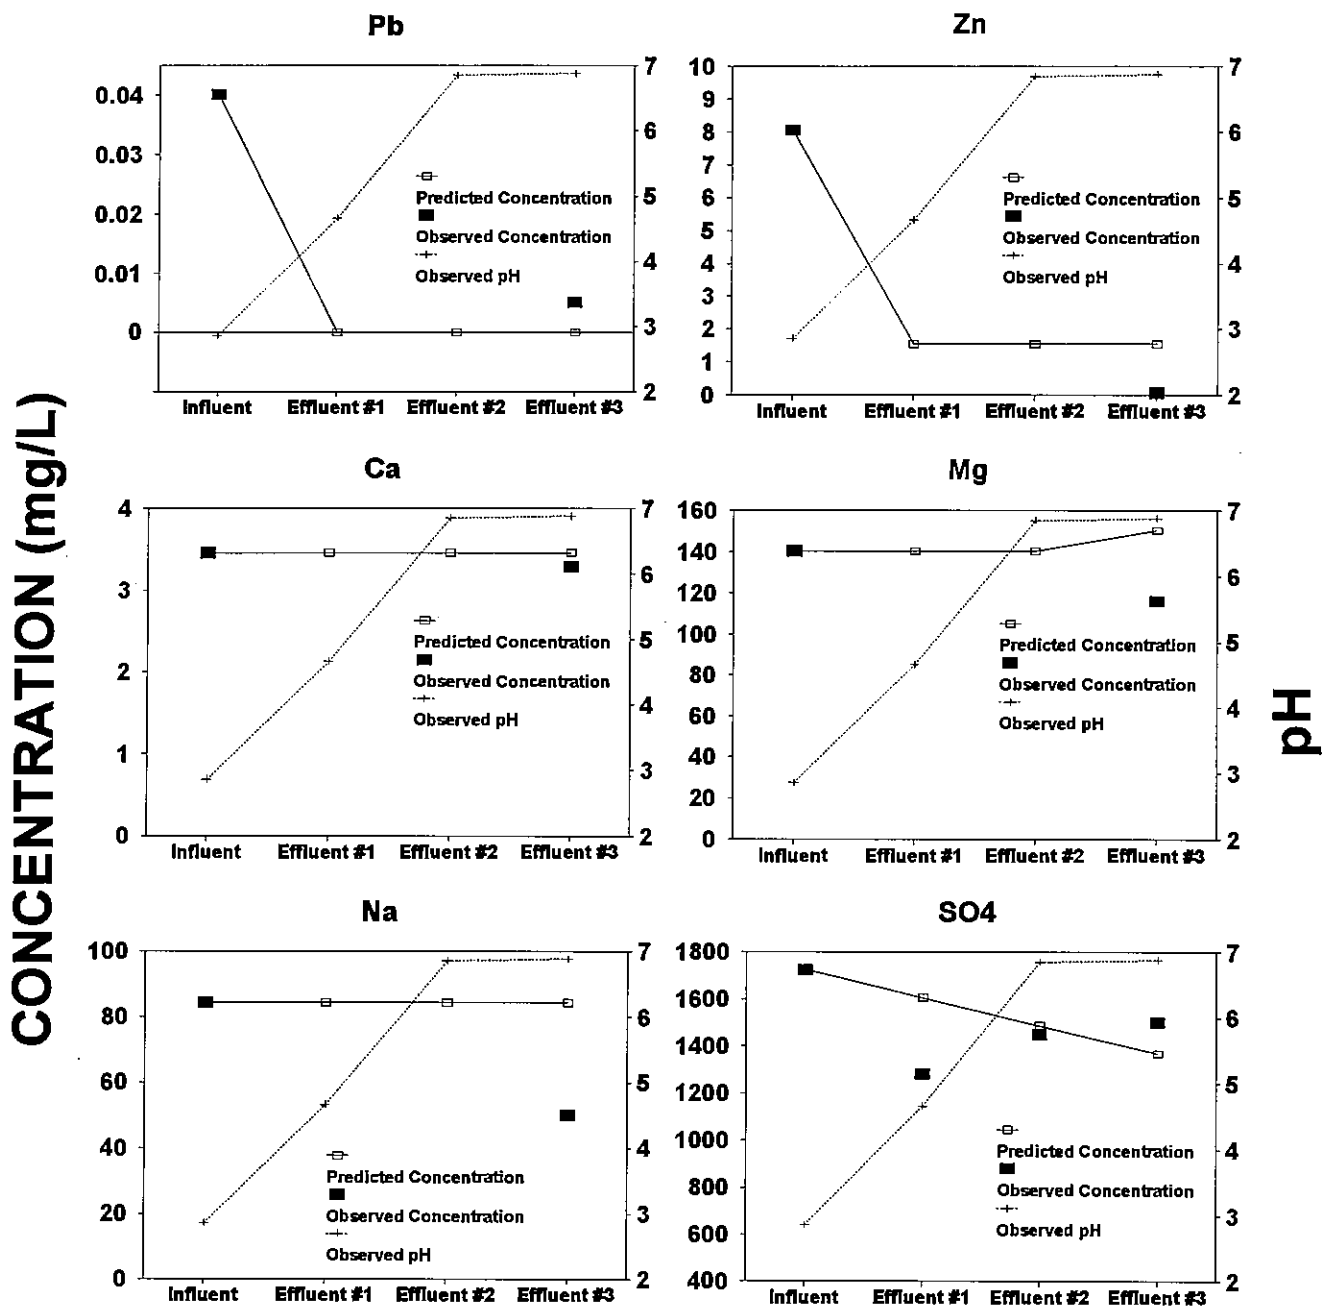 CONCENTRATION (mg/L)
pH
Pb
0.04
0.03
0.02
0.01
0
7
6
5
4
3
2
Predicted Concentration
Observed Concentration
Observed pH
Influent Effluent #1 Effluent #2 Effluent #3
Zn
10
9
8
7
6
5
4
3
2
1
0
7
6
5
4
3
2
Predicted Concentration
Observed Concentration
Observed pH
Influent Effluent #1 Effluent #2 Effluent #3
Ca
4
3
2
1
0
7
6
5
4
3
2
Predicted Concentration
Observed Concentration
Observed pH
Influent Effluent #1 Effluent #2 Effluent #3
Mg
160
140
120
100
80
60
40
20
0
7
6
5
4
3
2
Predicted Concentration
Observed Concentration
Observed pH
Influent Effluent #1 Effluent #2 Effluent #3
Na
100
80
60
40
20
0
7
6
5
4
3
2
Predicted Concentration
Observed Concentration
Observed pH
Influent Effluent #1 Effluent #2 Effluent #3
SO4
1800
1600
1400
1200
1000
800
600
400
7
6
5
4
3
2
Predicted Concentration
Observed Concentration
Observed pH
Influent Effluent #1 Effluent #2 Effluent #3